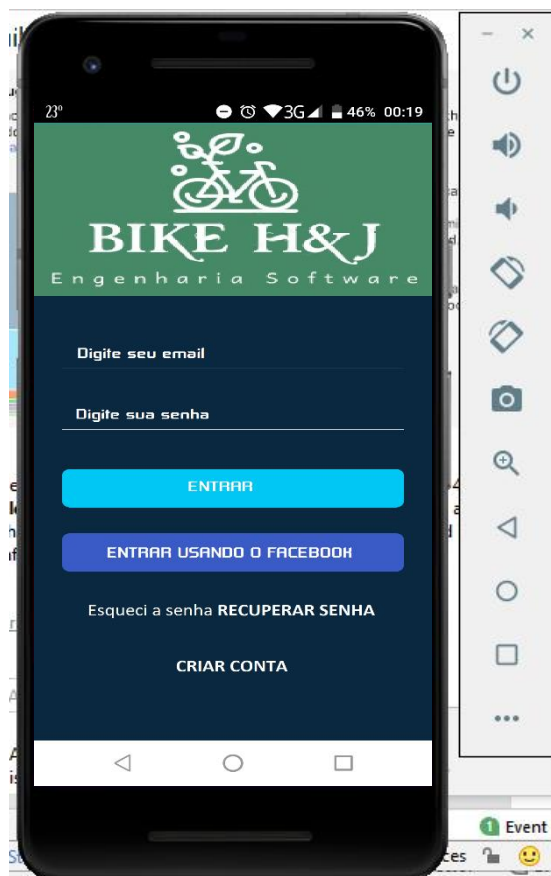 23°
3G 46% 00:19
BIKE H&J
Engenharia Software
Digite seu email
Digite sua senha
ENTRAR
ENTRAR USANDO O FACEBOOK
Esqueci a senha RECUPERAR SENHA
CRIAR CONTA
1 Event